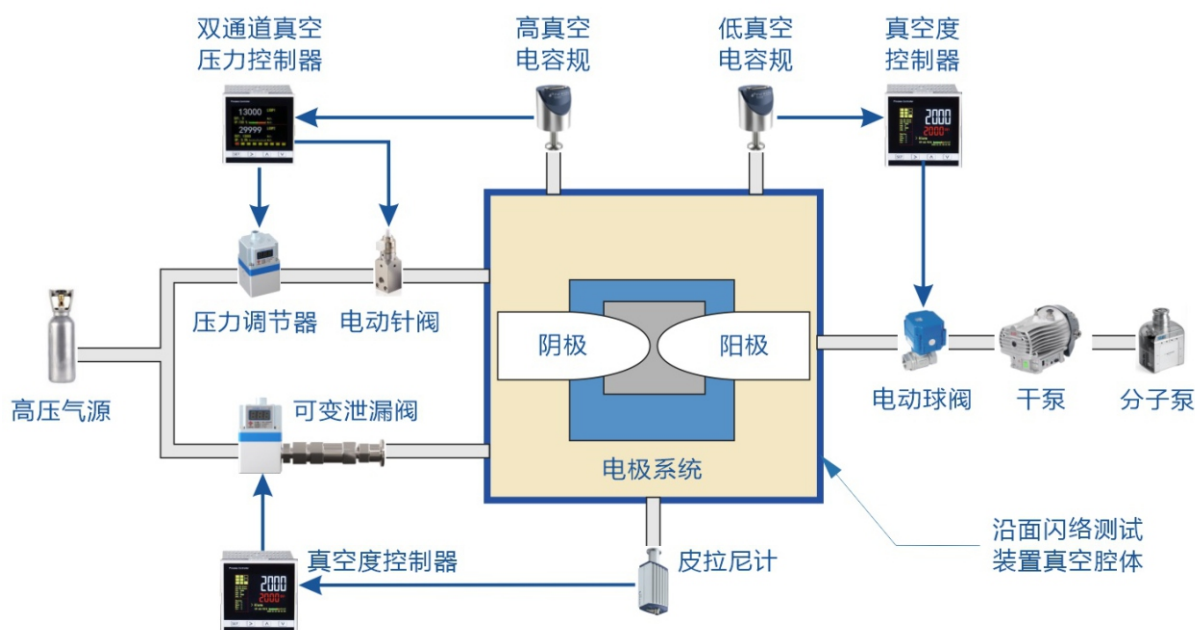 双通道真空
压力控制器
高真空
电容规
低真空
电容规
真空度
控制器
13000
29999
2000
2000
压力调节器
电动针阀
阴极
阳极
高压气源
可变泄漏阀
电动球阀
干泵
分子泵
电极系统
真空度控制器
皮拉尼计
沿面闪络测试
装置真空腔体
2000
2000